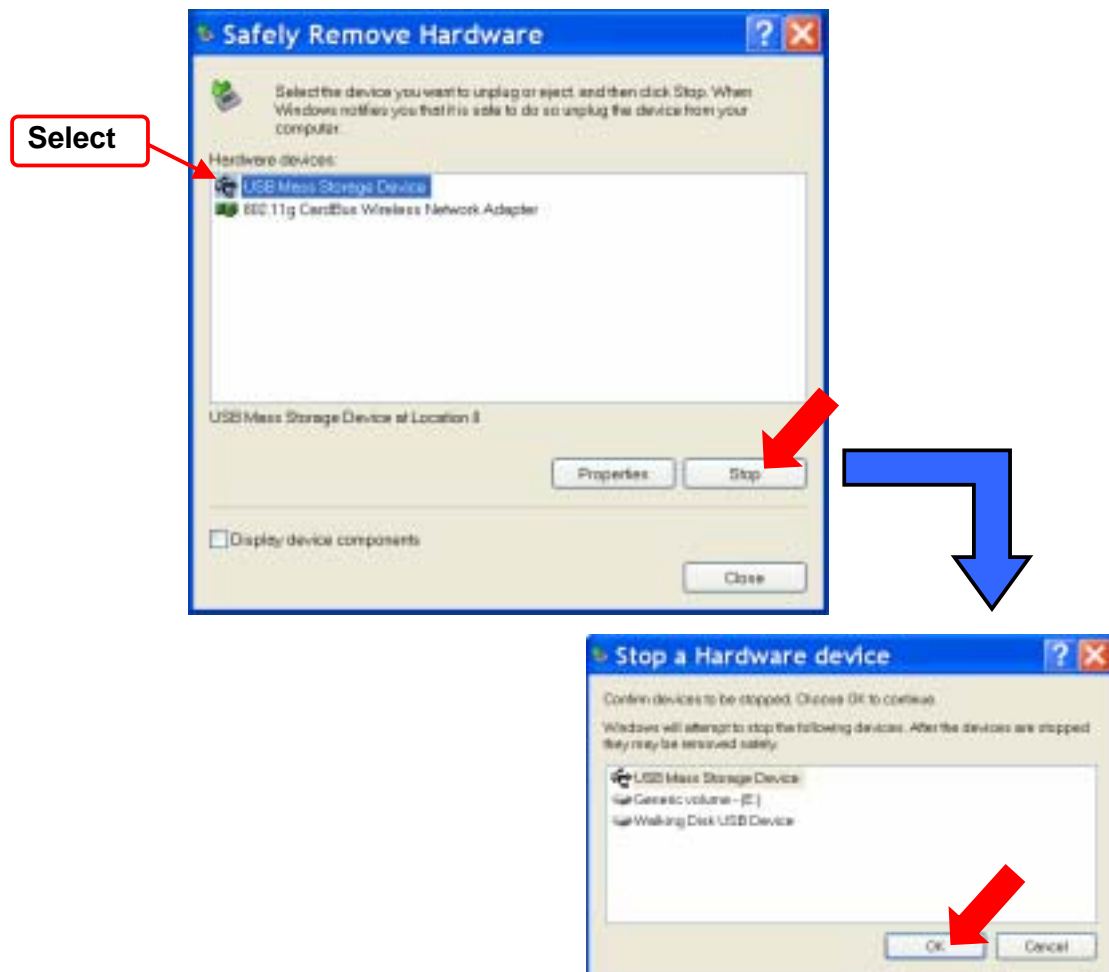 Safely Remove Hardware
Select the device you want to unplug or eject, and then click Stop. When
Windows notifies you that it is safe to do so unplug the device from your
computer.
Select
Hardware devices:
USB Mass Storage Device
802.11g CardBus Wireless Network Adapter
USB Mass Storage Device at Location 0
Properties
Stop
Display device components
Close
Stop a Hardware device
Confirm devices to be stopped. Choose OK to continue.
Windows will attempt to stop the following devices. After the devices are stopped
they may be removed safely.
USB Mass Storage Device
Generic volume - (E:)
Walking Disk USB Device
OK
Cancel